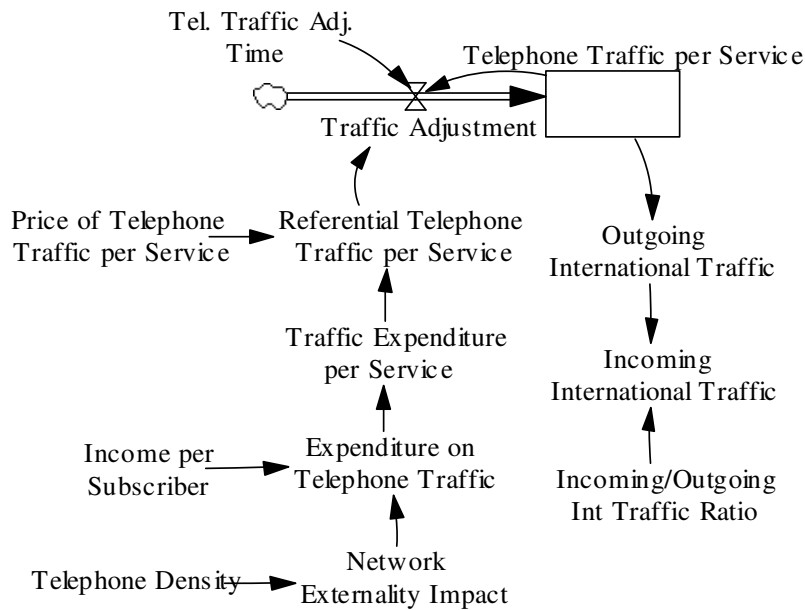 Tel. Traffic Adj.
Time
Telephone Traffic per Service
Traffic Adjustment
Price of Telephone
Traffic per Service
Referential Telephone
Traffic per Service
Outgoing
International Traffic
Traffic Expenditure
per Service
Incoming
International Traffic
Income per
Subscriber
Expenditure on
Telephone Traffic
Incoming/Outgoing
Int Traffic Ratio
Telephone Density
Network
Externality Impact